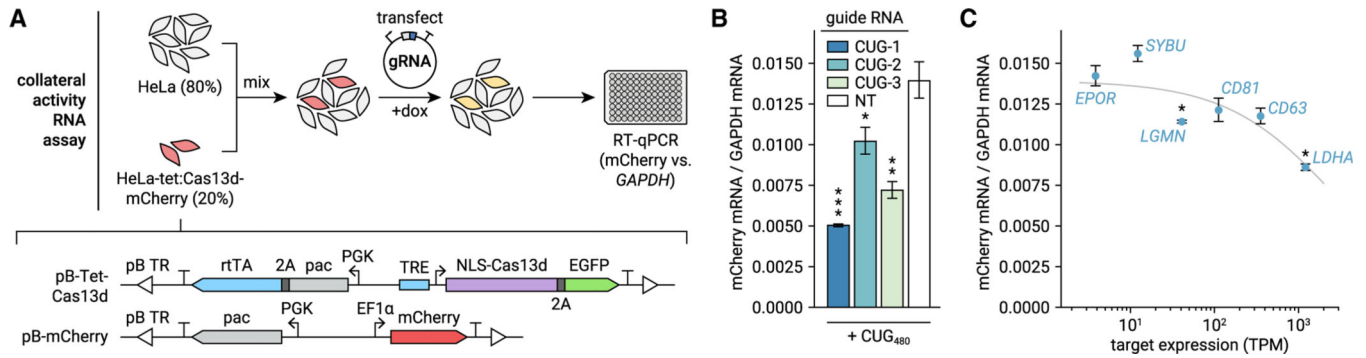 A
collateral
activity
RNA
assay
HeLa (80%)
HeLa-tet:Cas13d-
mCherry (20%)
mix
transfect
gRNA
+dox
RT-qPCR
(mCherry vs.
GAPDH)
pB-Tet-
Cas13d
pB TR
rtTA
2A
pac
PGK
TRE
NLS-Cas13d
EGFP
2A
pB-mCherry
pB TR
pac
PGK
EF1α
mCherry
B
guide RNA
CUG-1
CUG-2
CUG-3
NT
mCherry mRNA / GAPDH mRNA
0.0150
0.0125
0.0100
0.0075
0.0050
0.0025
0.0000
***
*
**
+ CUG480
C
mCherry mRNA / GAPDH mRNA
0.0150
0.0125
0.0100
0.0075
0.0050
0.0025
0.0000
EPOR
SYBU
*
LGMN
CD81
CD63
*
LDHA
10¹
10²
10³
target expression (TPM)